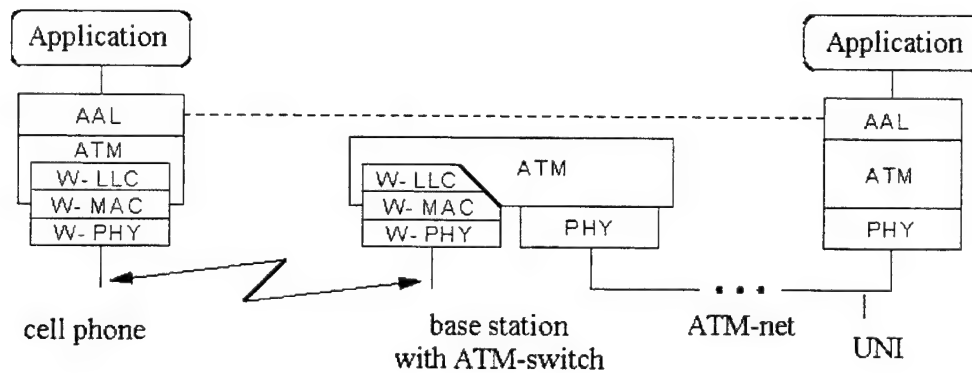 Application
AAL
ATM
W-LLC
W-MAC
W-PHY
cell phone
ATM
W-LLC
W-MAC
W-PHY
PHY
base station
with ATM-switch
ATM-net
Application
AAL
ATM
PHY
UNI